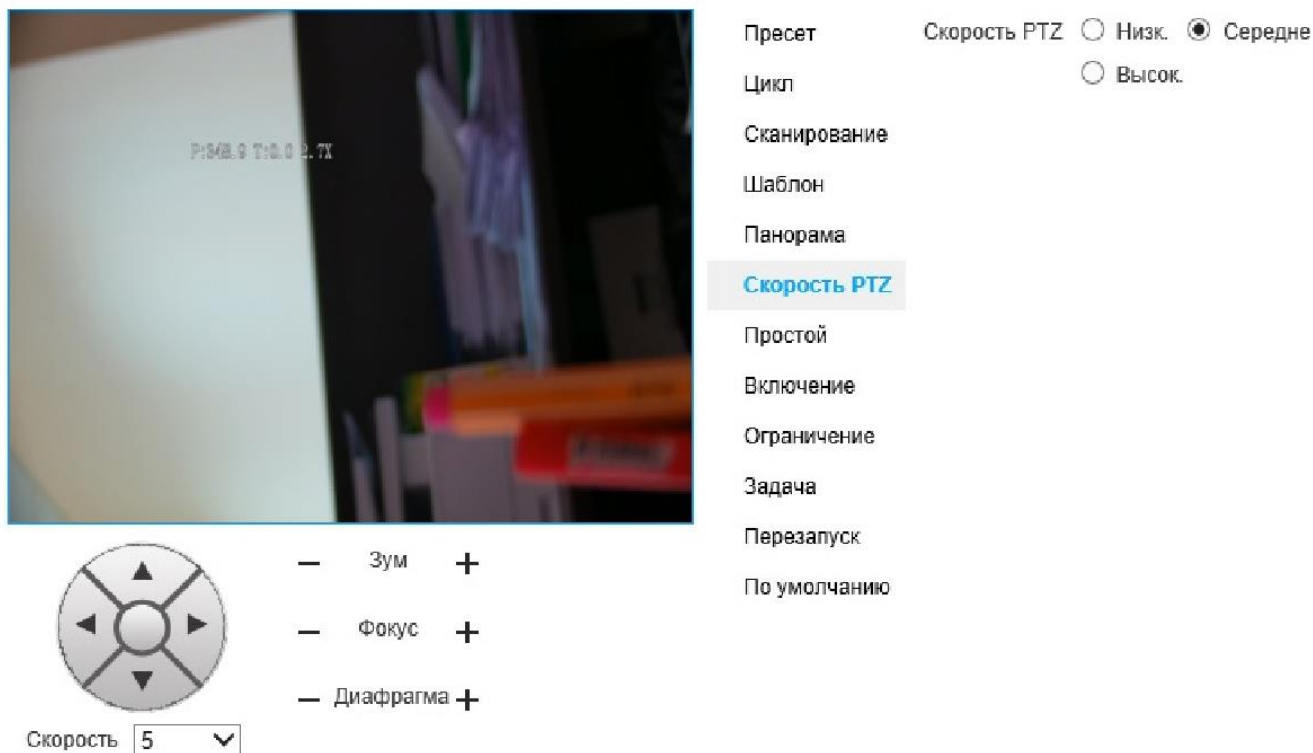 Пресет
Скорость PTZ Низк. Середне
Цикл
Высок.
Сканирование
Шаблон
Панорама
Скорость PTZ
Простой
Включение
Ограничение
Задача
Перезапуск
По умолчанию
Зум
Фокус
Диафрагма
Скорость 5